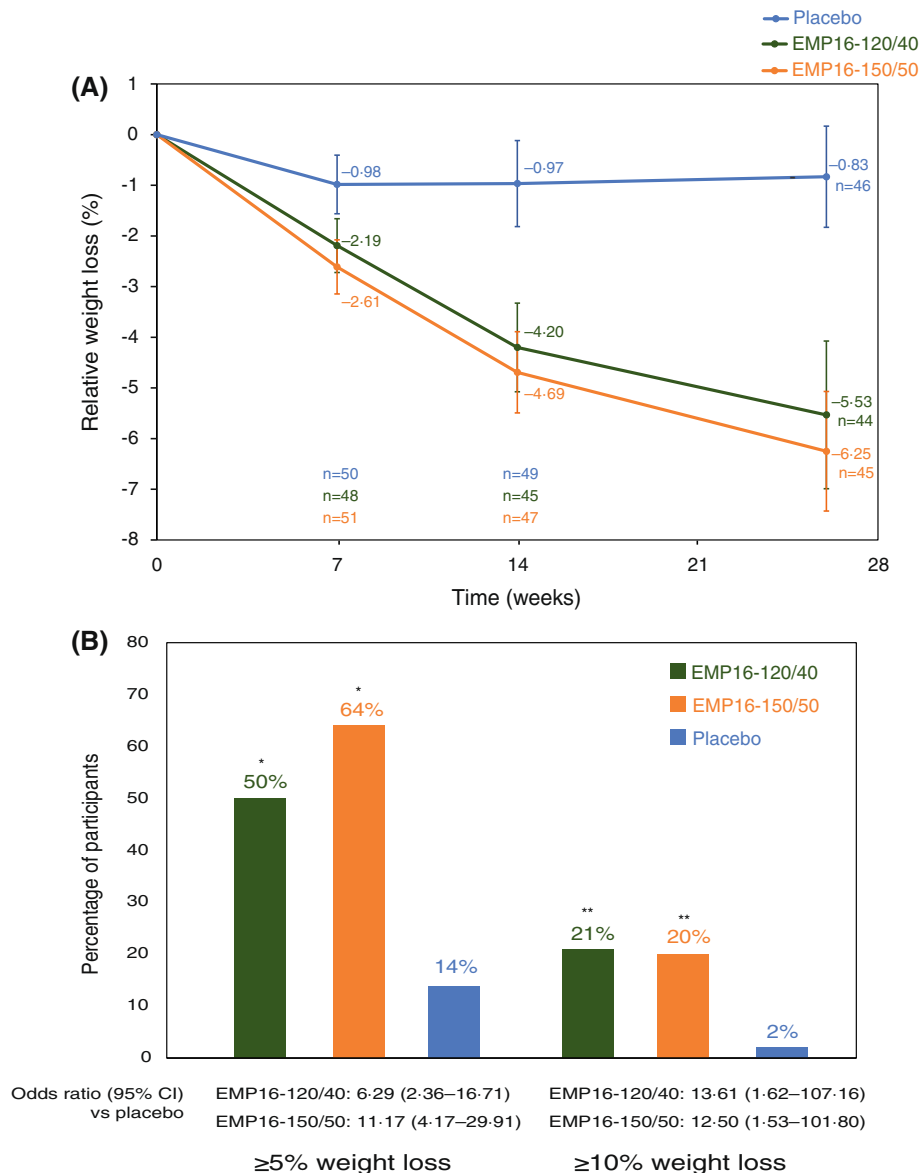 Placebo
EMP16-120/40
EMP16-150/50
(A)
1
0
-1
-2
-3
-4
-5
-6
-7
-8
Relative weight loss (%)
–0·98
–0·97
–0·83
n=46
–2·19
–2·61
–4·20
–4·69
–5·53
n=44
–6·25
n=45
n=50
n=48
n=51
n=49
n=45
n=47
0
7
14
21
28
Time (weeks)
(B)
80
70
60
50
40
30
20
10
0
Percentage of participants
EMP16-120/40
EMP16-150/50
Placebo
*
50%
*
64%
14%
**
21%
**
20%
2%
Odds ratio (95% CI)
vs placebo
EMP16-120/40: 6·29 (2·36–16·71)
EMP16-150/50: 11·17 (4·17–29·91)
EMP16-120/40: 13·61 (1·62–107·16)
EMP16-150/50: 12·50 (1·53–101·80)
≥5% weight loss
≥10% weight loss